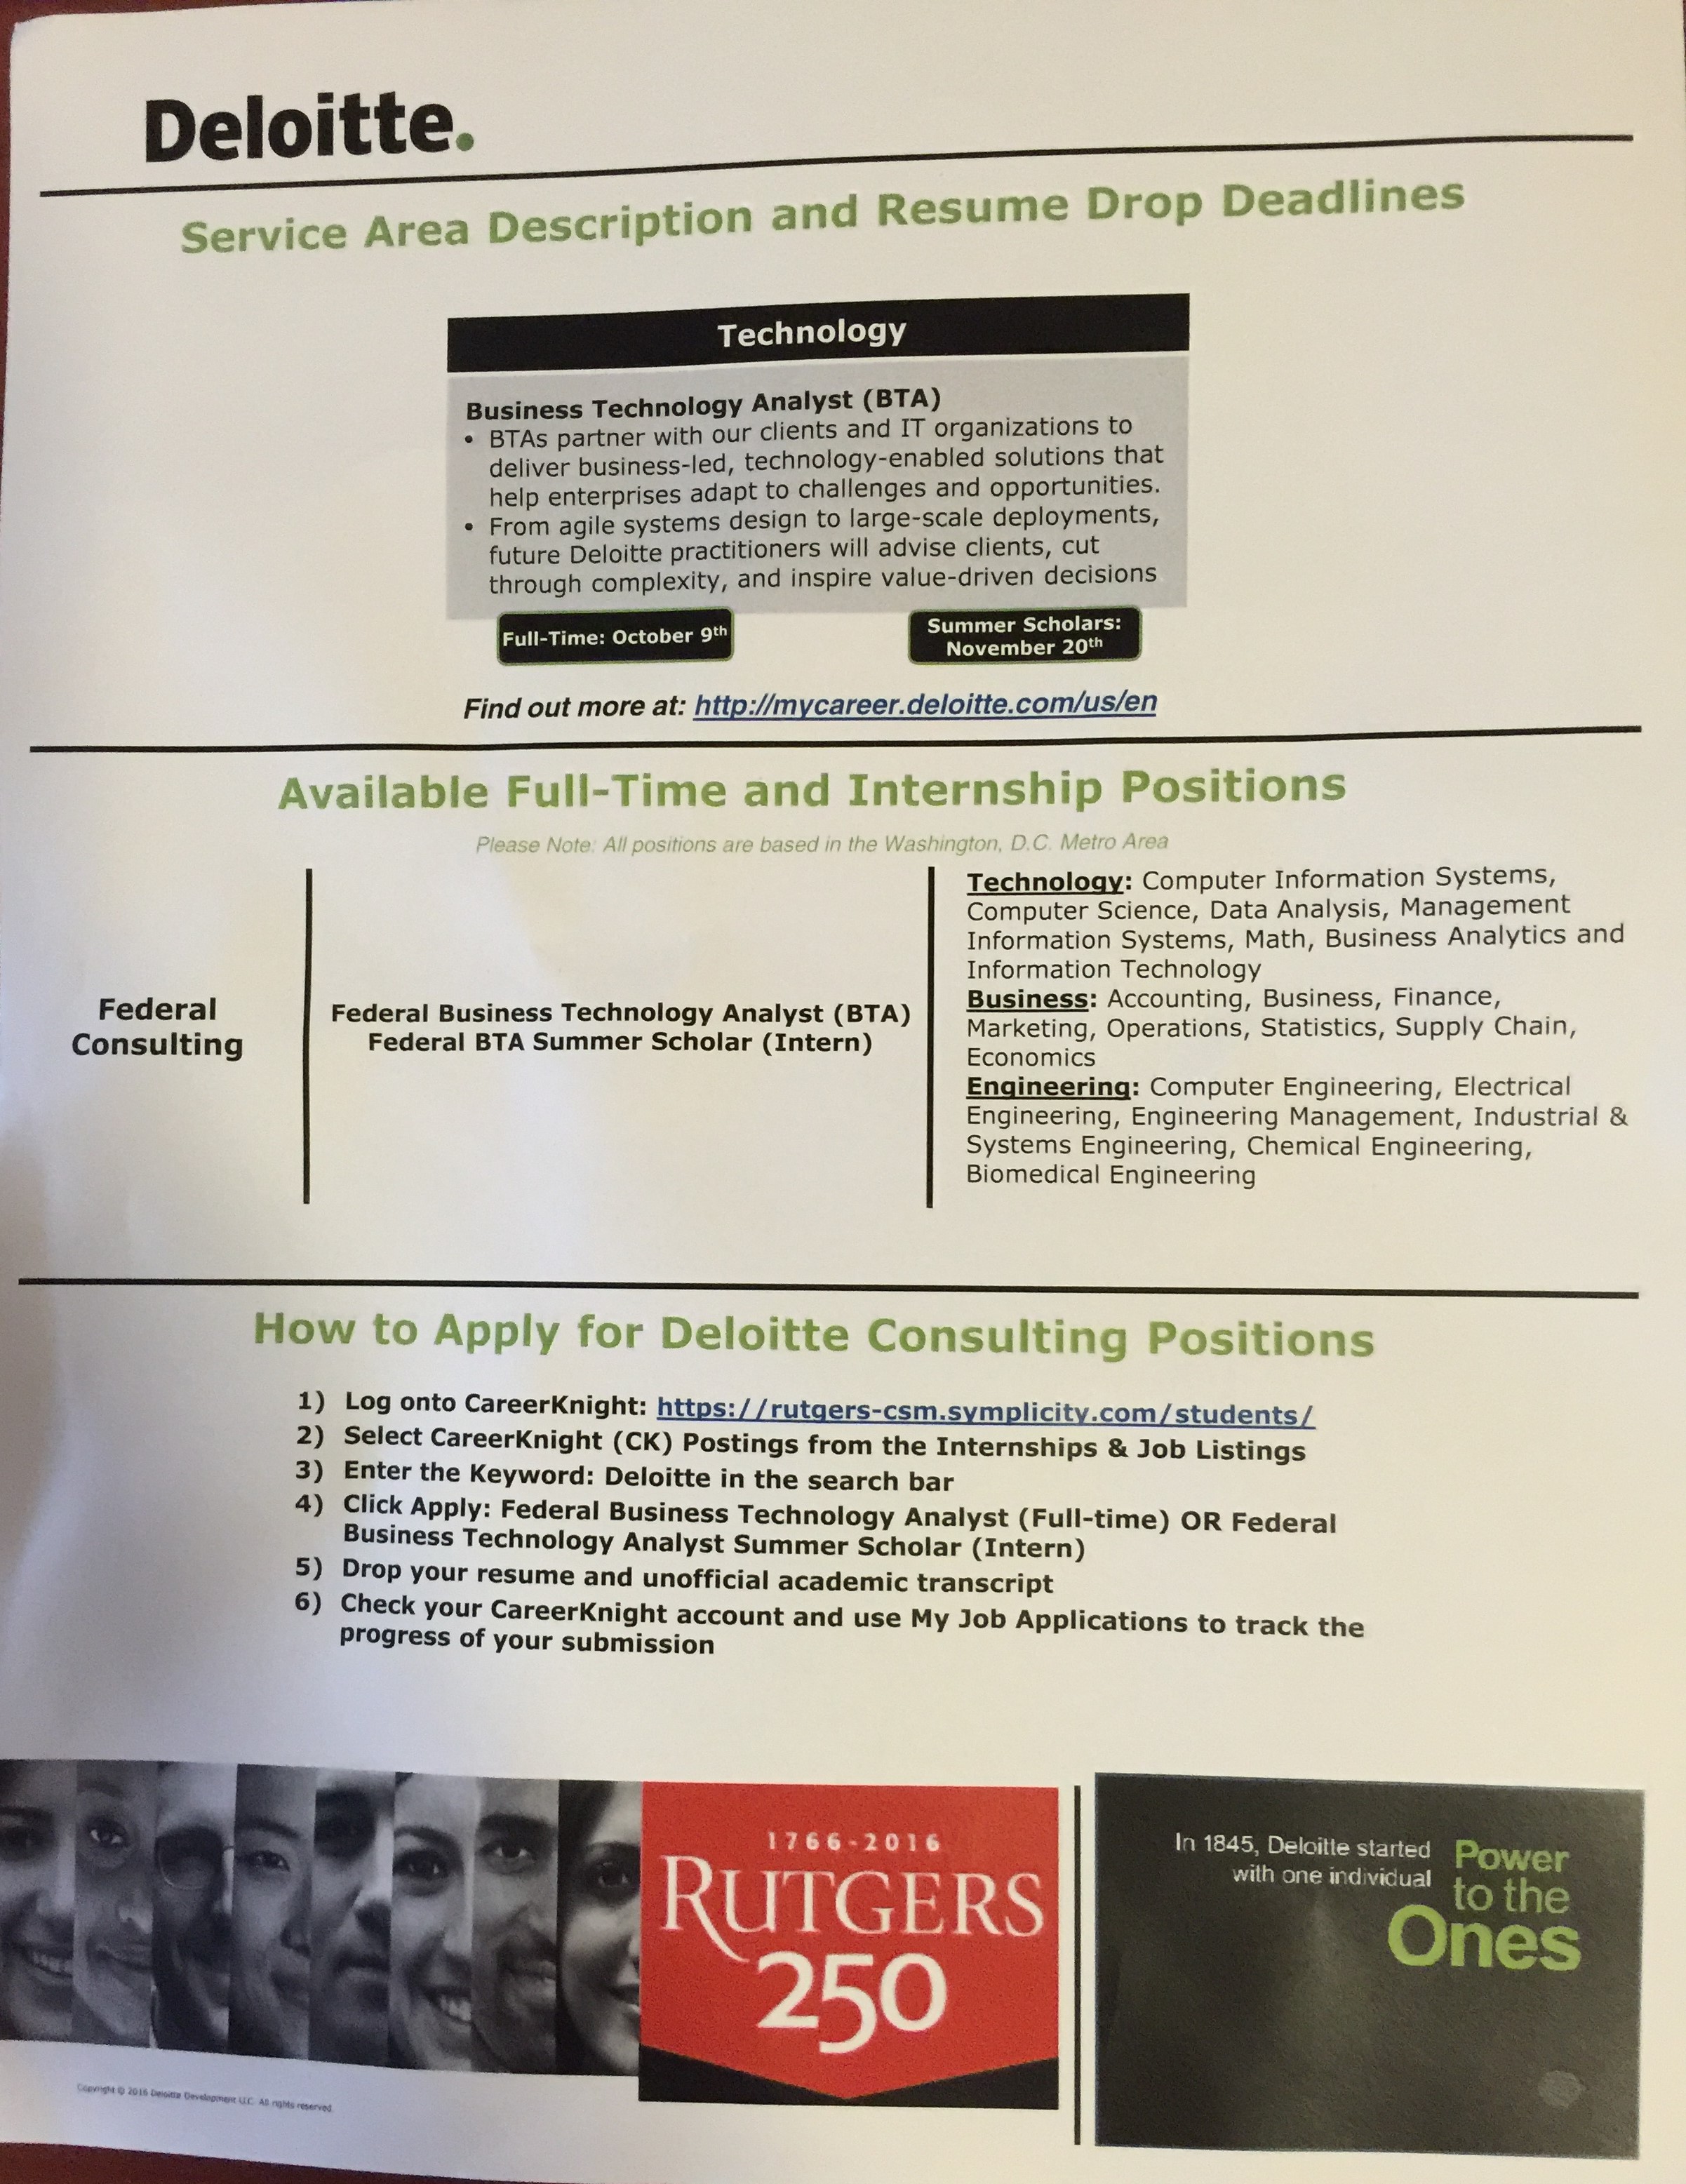 Deloitte.
Service Area Description and Resume Drop Deadlines
Technology
Business Technology Analyst (BTA)
• BTAs partner with our clients and IT organizations to
deliver business-led, technology-enabled solutions that
help enterprises adapt to challenges and opportunities.
• From agile systems design to large-scale deployments,
future Deloitte practitioners will advise clients, cut
through complexity, and inspire value-driven decisions
Full-Time: October 9th
Summer Scholars:
November 20th
Find out more at: http://mycareer.deloitte.com/us/en
Available Full-Time and Internship Positions
Please Note: All positions are based in the Washington, D.C. Metro Area
Federal
Consulting
Federal Business Technology Analyst (BTA)
Federal BTA Summer Scholar (Intern)
Technology: Computer Information Systems,
Computer Science, Data Analysis, Management
Information Systems, Math, Business Analytics and
Information Technology
Business: Accounting, Business, Finance,
Marketing, Operations, Statistics, Supply Chain,
Economics
Engineering: Computer Engineering, Electrical
Engineering, Engineering Management, Industrial &
Systems Engineering, Chemical Engineering,
Biomedical Engineering
How to Apply for Deloitte Consulting Positions
1) Log onto CareerKnight: https://rutgers-csm.symplicity.com/students/
2) Select CareerKnight (CK) Postings from the Internships & Job Listings
3) Enter the Keyword: Deloitte in the search bar
4) Click Apply: Federal Business Technology Analyst (Full-time) OR Federal
Business Technology Analyst Summer Scholar (Intern)
5) Drop your resume and unofficial academic transcript
6) Check your CareerKnight account and use My Job Applications to track the
progress of your submission
1766-2016
RUTGERS
250
In 1845, Deloitte started
with one individual
Power
to the
Ones
Copyright © 2016 Deloitte Development LLC. All rights reserved.